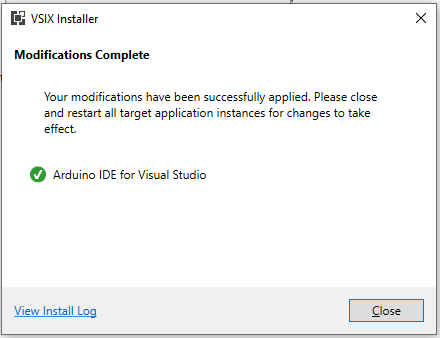 VSIX Installer
Modifications Complete
Your modifications have been successfully applied. Please close
and restart all target application instances for changes to take
effect.
Arduino IDE for Visual Studio
View Install Log
Close